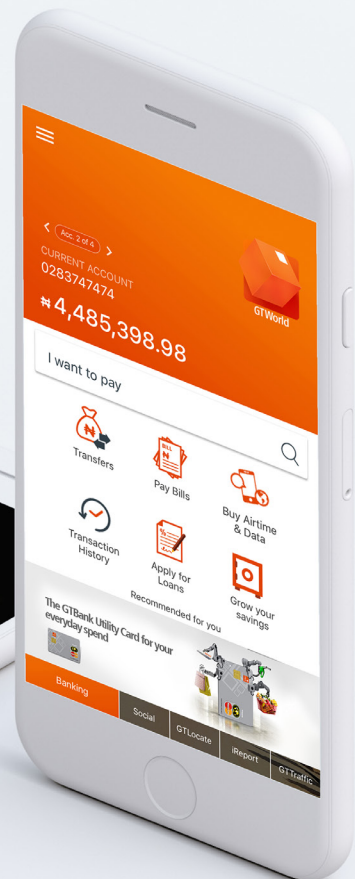 Acc. 2 of 4
CURRENT ACCOUNT
0283747474
₦4,485,398.98
GTWorld
I want to pay
Transfers
BILL
Pay Bills
Buy Airtime
& Data
Transaction
History
Apply for
Loans
Grow your
savings
Recommended for you
The GTBank Utility Card for your
everyday spend
Banking
Social
GTLocate
iReport
GTTraffic